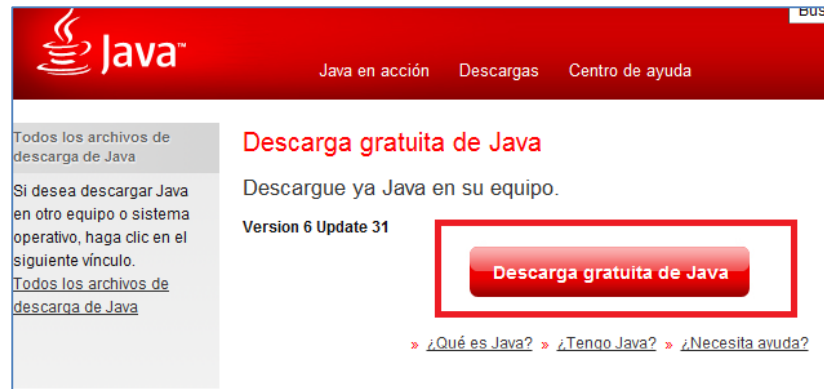 Bus
Java™
Java en acción Descargas Centro de ayuda
Todos los archivos de
descarga de Java
Si desea descargar Java
en otro equipo o sistema
operativo, haga clic en el
siguiente vínculo.
Todos los archivos de
descarga de Java
Descarga gratuita de Java
Descargue ya Java en su equipo.
Version 6 Update 31
Descarga gratuita de Java
» ¿Qué es Java? » ¿Tengo Java? » ¿Necesita ayuda?